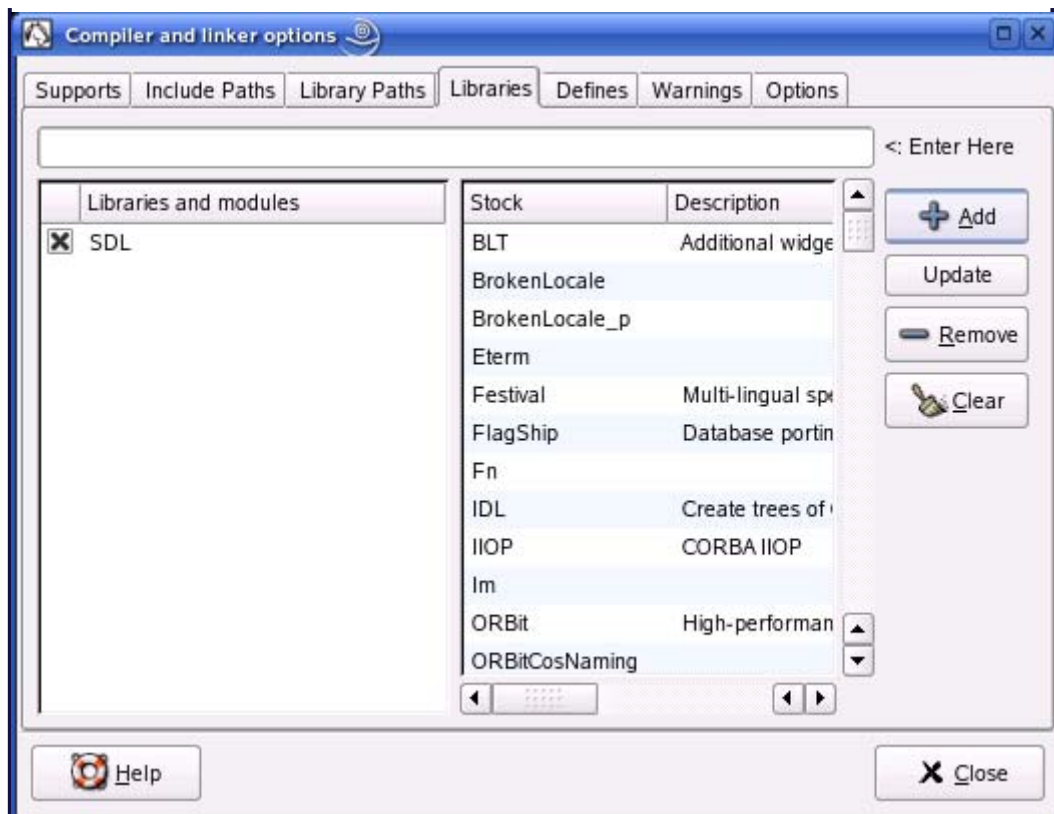 Compiler and linker options
Supports Include Paths Library Paths Libraries Defines Warnings Options
<: Enter Here
Libraries and modules
SDL
Stock Description
BLT Additional widge
BrokenLocale
BrokenLocale_p
Eterm
Festival Multi-lingual spe
FlagShip Database portin
Fn
IDL Create trees of
IIOP CORBA IIOP
Im
ORBit High-performan
ORBitCosNaming
Add
Update
Remove
Clear
Help
Close